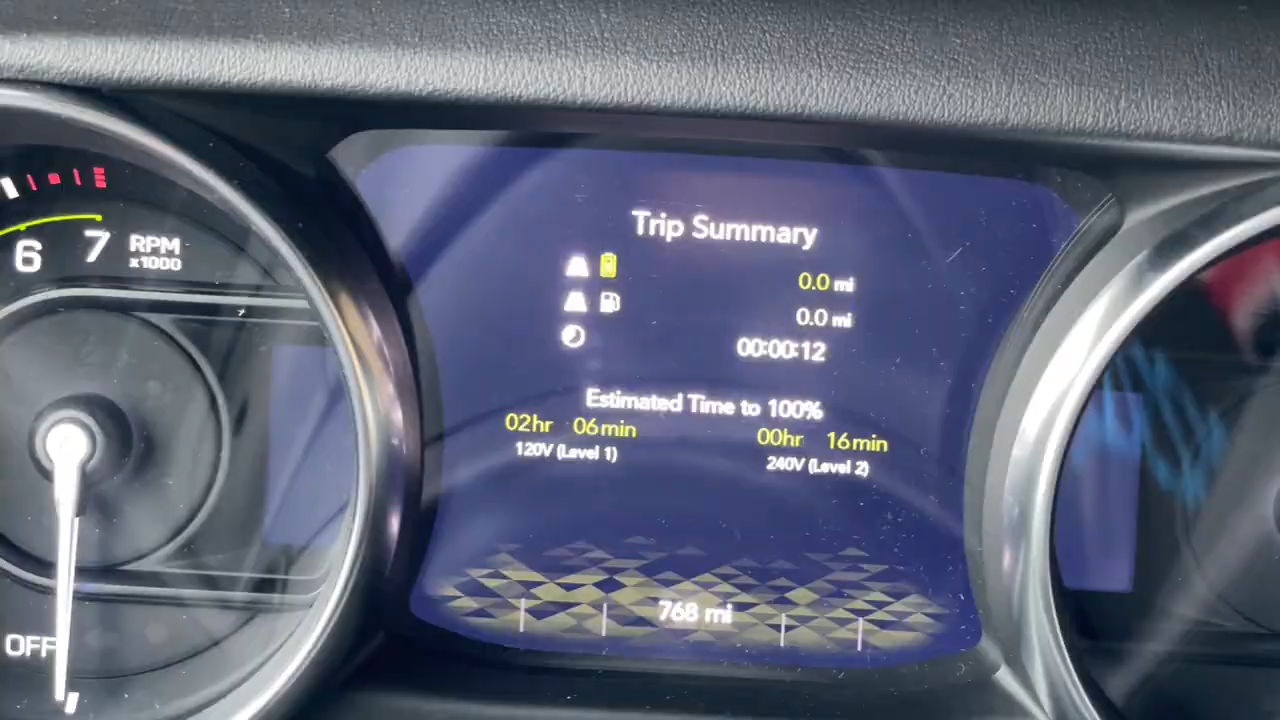 6 7 RPM
x1000
OFF
Trip Summary
0.0 mi
0.0 mi
00:00:12
Estimated Time to 100%
02hr 06min 00hr 16min
120V (Level 1) 240V (Level 2)
768 mi